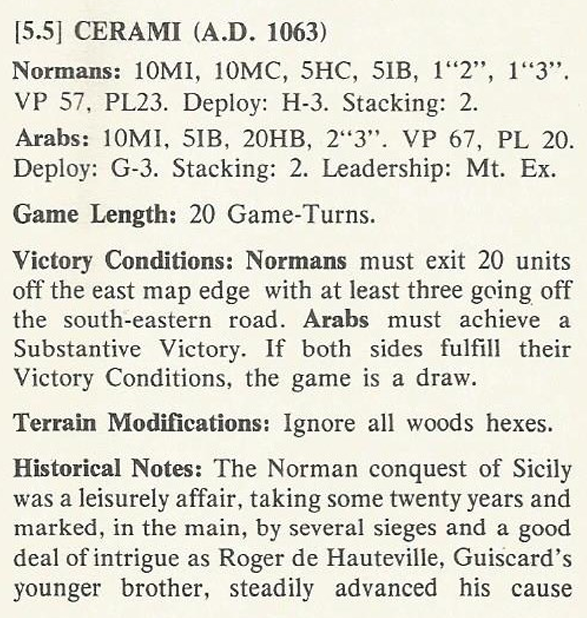 [5.5] CERAMI (A.D. 1063)
Normans: 10MI, 10MC, 5HC, 5IB, 1“2”, 1“3”.
VP 57, PL23. Deploy: H-3. Stacking: 2.
Arabs: 10MI, 5IB, 20HB, 2“3”. VP 67, PL 20.
Deploy: G-3. Stacking: 2. Leadership: Mt. Ex.
Game Length: 20 Game-Turns.
Victory Conditions: Normans must exit 20 units
off the east map edge with at least three going off
the south-eastern road. Arabs must achieve a
Substantive Victory. If both sides fulfill their
Victory Conditions, the game is a draw.
Terrain Modifications: Ignore all woods hexes.
Historical Notes: The Norman conquest of Sicily
was a leisurely affair, taking some twenty years and
marked, in the main, by several sieges and a good
deal of intrigue as Roger de Hauteville, Guiscard’s
younger brother, steadily advanced his cause